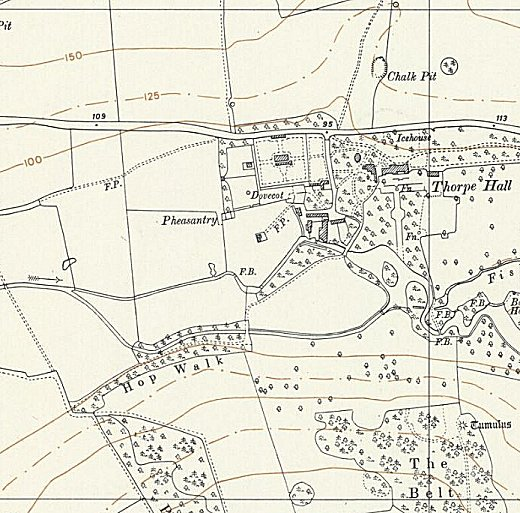 Pit
150
Chalk Pit
125
109
95
113
Icehouse
100
F.P.
Dovecot
Fn.
Thorpe Hall
Pheasantry
F.P.
Fn.
F.B.
Fis
F.B.
F.B.
F.B.
Hop Walk
Tumulus
The
Belt